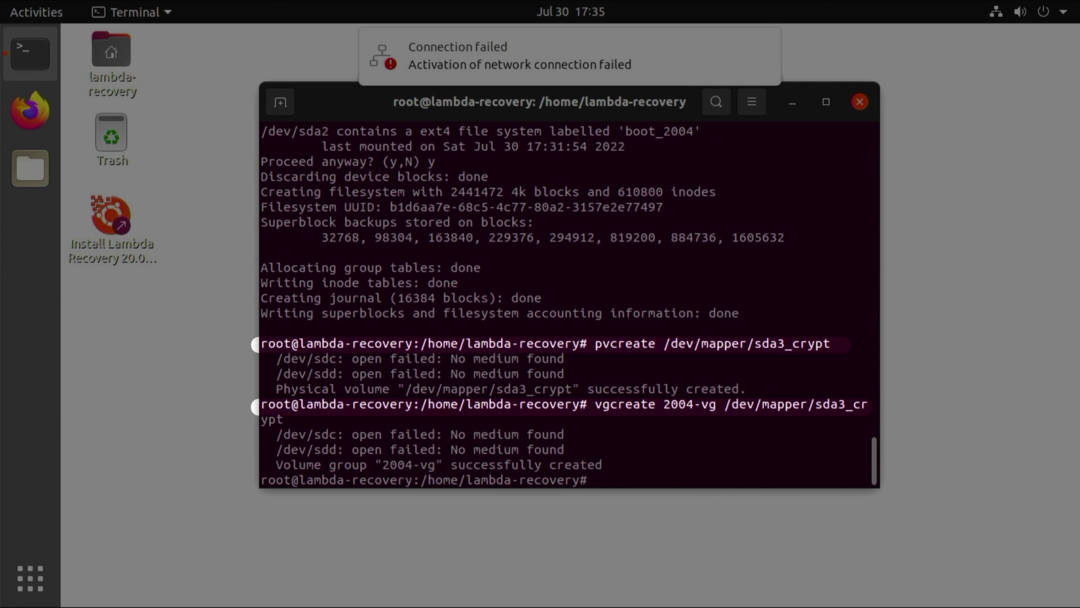 Activities
Terminal
Jul 30 17:35
Connection failed
Activation of network connection failed
lambda-
recovery
Trash
Install Lambda
Recovery 20.0...
root@lambda-recovery: /home/lambda-recovery
/dev/sda2 contains a ext4 file system labelled 'boot_2004'
last mounted on Sat Jul 30 17:31:54 2022
Proceed anyway? (y,N) y
Discarding device blocks: done
Creating filesystem with 2441472 4k blocks and 610800 inodes
Filesystem UUID: b1d6aa7e-68c5-4c77-80a2-3157e2e77497
Superblock backups stored on blocks:
32768, 98304, 163840, 229376, 294912, 819200, 884736, 1605632
Allocating group tables: done
Writing inode tables: done
Creating journal (16384 blocks): done
Writing superblocks and filesystem accounting information: done
root@lambda-recovery:/home/lambda-recovery# pvcreate /dev/mapper/sda3_crypt
/dev/sdc: open failed: No medium found
/dev/sdd: open failed: No medium found
Physical volume "/dev/mapper/sda3_crypt" successfully created.
root@lambda-recovery:/home/lambda-recovery# vgcreate 2004-vg /dev/mapper/sda3_cr
ypt
/dev/sdc: open failed: No medium found
/dev/sdd: open failed: No medium found
Volume group "2004-vg" successfully created
root@lambda-recovery:/home/lambda-recovery#